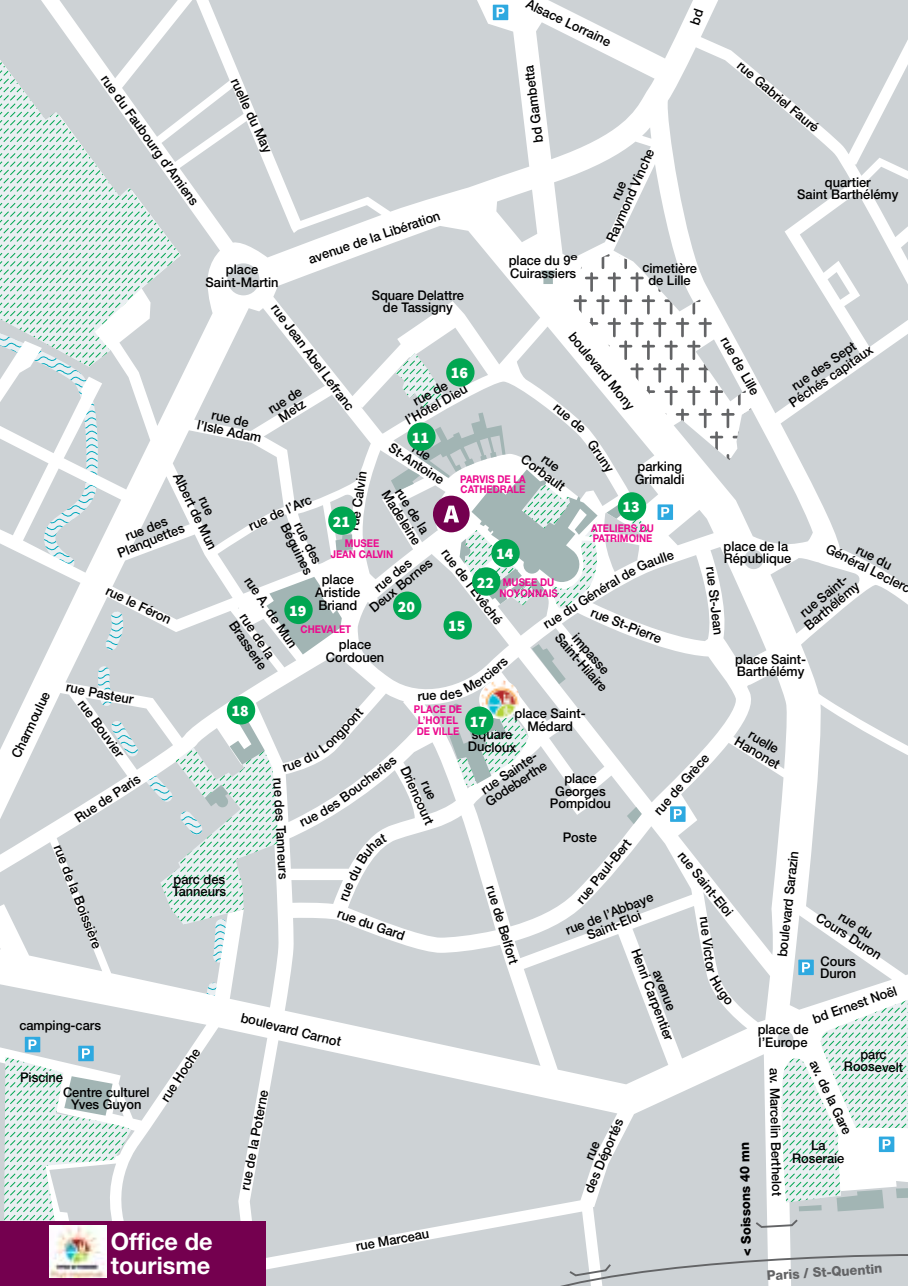 P
Alsace Lorraine
bd
bd Gambetta
rue Gabriel Fauré
rue du Faubourg d'Amiens
ruelle du May
rue
Raymond Vinche
quartier
Saint Barthélémy
avenue de la Libération
place
Saint-Martin
place du 9e
Cuirassiers
cimetière
de Lille
Square Delattre
de Tassigny
rue Jean Abel Lefranc
boulevard Mony
rue de Lille
rue des Sept
Péchés capitaux
16
rue de
l'Hôtel Dieu
rue de
Metz
rue de
l'Isle Adam
11
rue
St-Antoine
rue de Gruny
rue
Corbault
parking
Grimaldi
PARVIS DE LA
CATHEDRALE
A
13
P
ATELIERS DU
PATRIMOINE
rue
Albert De Mun
rue de l'Arc
rue Calvin
rue de la
Madeleine
21
MUSEE
JEAN CALVIN
rue des
Planquettes
rue des
Béguines
14
22
MUSEE DU
NOYONNAIS
rue de l'Evêché
rue du Général de Gaulle
place de la
République
rue du
Général Leclerc
rue St-Jean
rue Saint-
Barthélémy
rue le Féron
rue A. de Mun
rue de la
Brasserie
19
CHEVALET
place
Aristide
Briand
rue des
Deux Bornes
20
15
rue St-Pierre
impasse
Saint-Hilaire
place
Cordouen
place Saint-
Barthélémy
Charmoulue
rue Pasteur
rue Bouvier
18
rue des Merciers
PLACE DE
L'HOTEL
DE VILLE
17
place Saint-
Médard
square
Ducloux
rue du Longpont
rue Sainte-
Godeberthe
ruelle
Hanonet
Rue de Paris
rue des Tanneurs
rue des Boucheries
rue
Driencourt
place
Georges
Pompidou
rue de Grèce
P
Poste
rue de la Boissière
parc des
Tanneurs
rue du Buhat
rue Paul-Bert
rue Saint-Eloi
boulevard Sarazin
rue du Gard
rue de Belfort
rue de l'Abbaye
Saint-Eloi
rue Victor Hugo
rue du
Cours Duron
P
Cours
Duron
avenue
Henri Carpentier
bd Ernest Noël
camping-cars
P
P
boulevard Carnot
place de
l'Europe
Piscine
Centre culturel
Yves Guyon
rue Hoche
av. de la Gare
parc
Roosevelt
rue de la Poterne
rue
des Déportés
av. Marcelin Berthelot
La
Roseraie
P
< Soissons 40 mn
rue Marceau
Office de
tourisme
Paris / St-Quentin